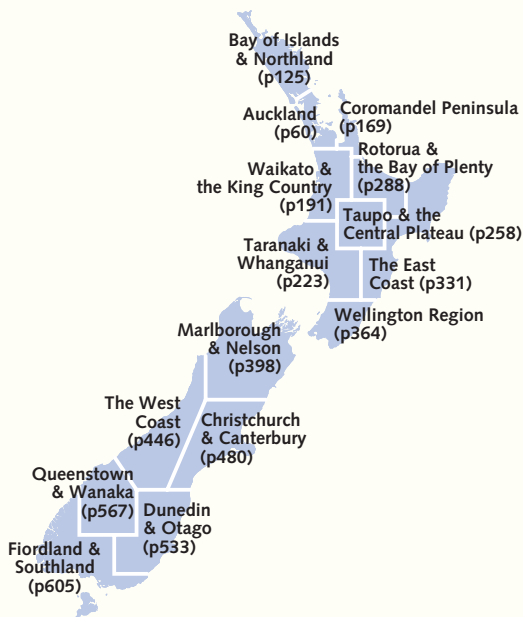 Bay of Islands
& Northland
(p125)
Auckland
(p60)
Coromandel Peninsula
(p169)
Rotorua &
the Bay of Plenty
(p288)
Waikato &
the King Country
(p191)
Taupo & the
Central Plateau (p258)
Taranaki &
Whanganui
(p223)
The East
Coast (p331)
Wellington Region
(p364)
Marlborough
& Nelson
(p398)
The West
Coast
(p446)
Christchurch
& Canterbury
(p480)
Queenstown
& Wanaka
(p567)
Dunedin
& Otago
(p533)
Fiordland &
Southland
(p605)